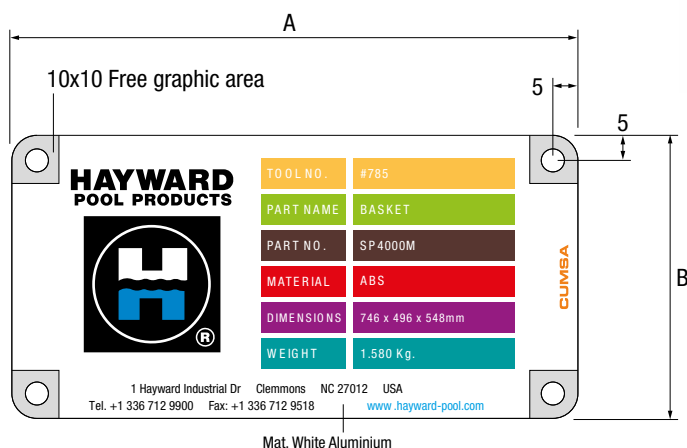 A
10x10 Free graphic area
5
5
HAYWARD
POOL PRODUCTS
®
TOOL NO. #785
PART NAME BASKET
PART NO. SP4000M
MATERIAL ABS
DIMENSIONS 746 x 496 x 548mm
WEIGHT 1.580 Kg.
CUMSA
B
1 Hayward Industrial Dr Clemmons NC 27012 USA
Tel. +1 336 712 9900 Fax: +1 336 712 9518 www.hayward-pool.com
Mat. White Aluminium